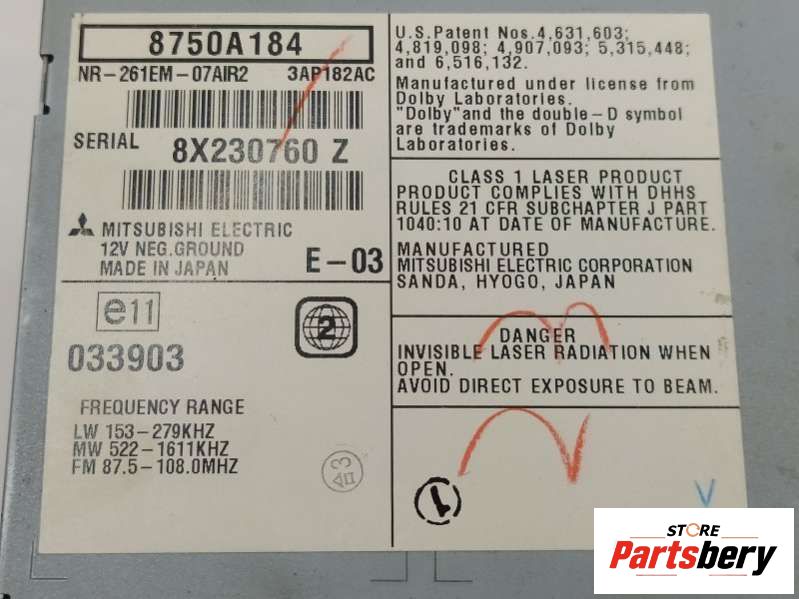 8750A184
NR-261EM-07AIR2 3AP182AC
SERIAL 8X230760 Z
MITSUBISHI ELECTRIC
12V NEG.GROUND
MADE IN JAPAN E-03
e11
2
033903
FREQUENCY RANGE
LW 153-279KHZ
MW 522-1611KHZ
FM 87.5-108.0MHZ
U.S.Patent Nos.4,631,603;
4,819,098; 4,907,093; 5,315,448;
and 6,516,132.
Manufactured under license from
Dolby Laboratories.
"Dolby"and the double-D symbol
are trademarks of Dolby
Laboratories.
CLASS 1 LASER PRODUCT
PRODUCT COMPLIES WITH DHHS
RULES 21 CFR SUBCHAPTER J PART
1040:10 AT DATE OF MANUFACTURE.
MANUFACTURED
MITSUBISHI ELECTRIC CORPORATION
SANDA, HYOGO, JAPAN
DANGER
INVISIBLE LASER RADIATION WHEN
OPEN.
AVOID DIRECT EXPOSURE TO BEAM.
1
V
STORE
Partsbery